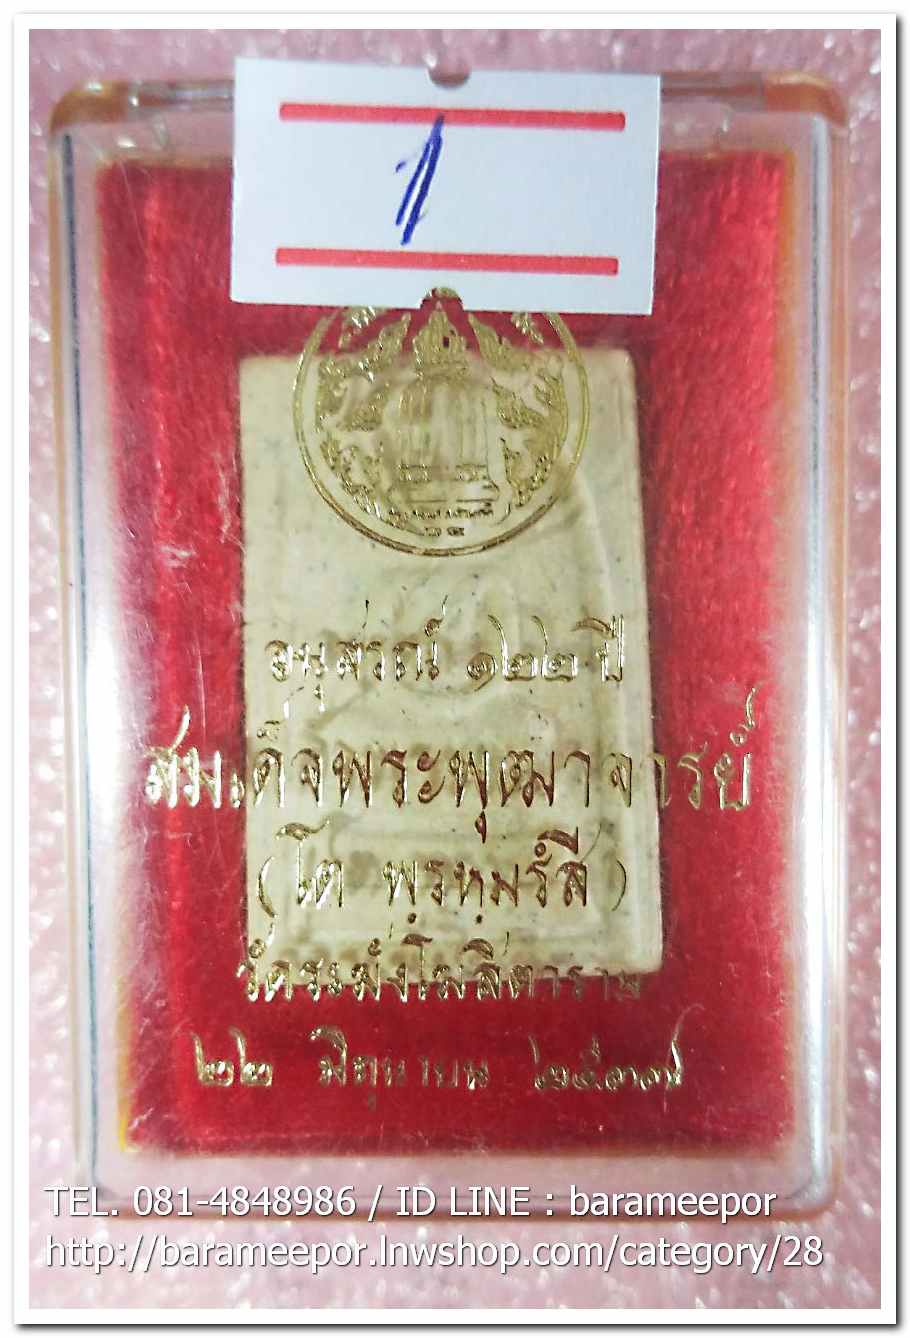 1
อนุสรณ์ ๑๒๒ ปี
สมเด็จพระพุฒาจารย์
(โต พฺรหฺมรํสี)
วัดระฆังโฆสิตาราม
๒๒ มิถุนายน ๒๕๓๗
TEL. 081-4848986 / ID LINE : barameepor
http://barameepor.lnwshop.com/category/28